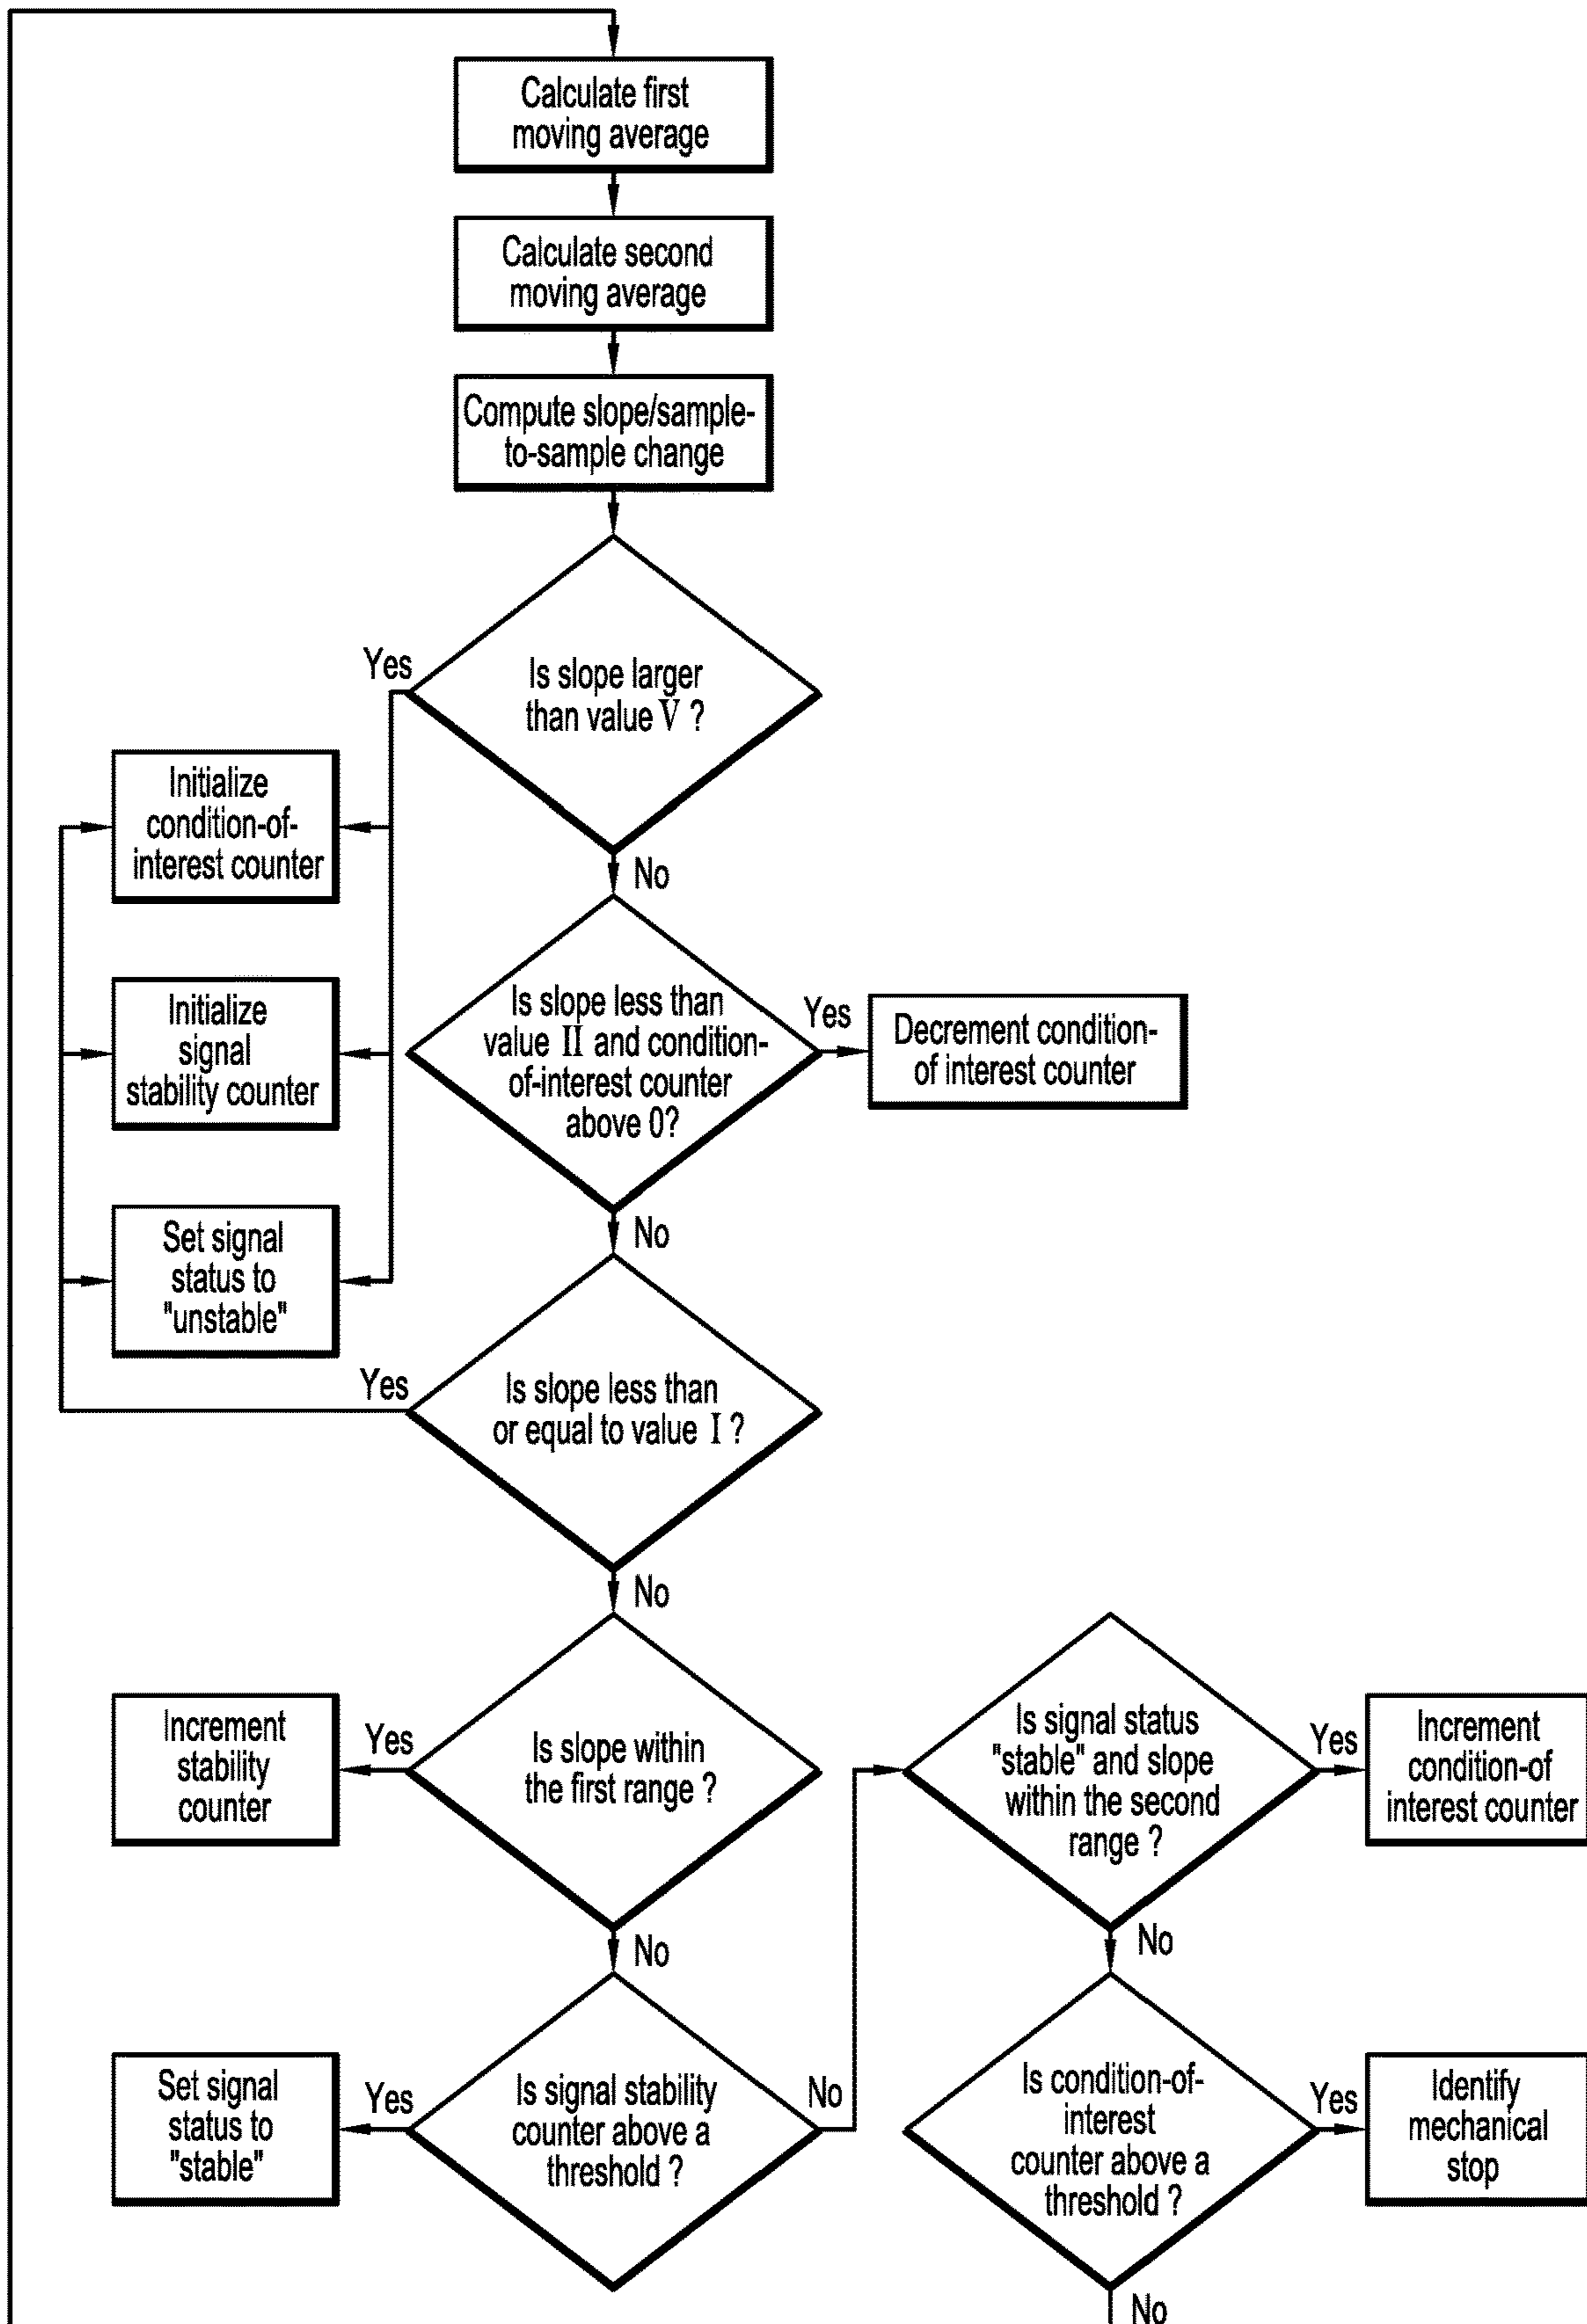 Calculate first
moving average
Calculate second
moving average
Compute slope/sample-
to-sample change
Yes
Is slope larger
than value V ?
Initialize
condition-of-
interest counter
No
Initialize
signal
stability counter
Is slope less than
value II and condition-
of-interest counter
above 0?
Yes
Decrement condition-
of interest counter
Set signal
status to
"unstable"
No
Yes
Is slope less than
or equal to value I ?
No
Increment
stability
counter
Yes
Is slope within
the first range ?
Is signal status
"stable" and slope
within the second
range ?
Yes
Increment
condition-of
interest counter
No
No
Set signal
status to
"stable"
Yes
Is signal stability
counter above a
threshold ?
No
Is condition-of-
interest
counter above a
threshold ?
Yes
Identify
mechanical
stop
No